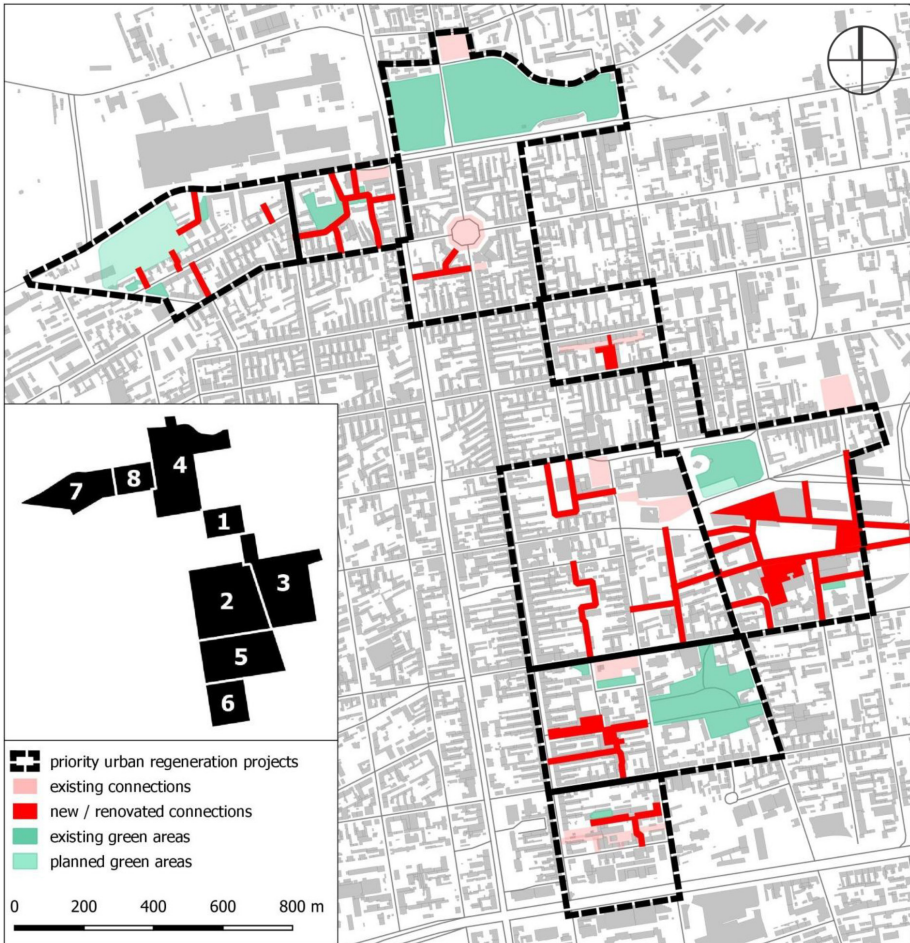 4
7
8
1
2
3
5
6
priority urban regeneration projects
existing connections
new / renovated connections
existing green areas
planned green areas
0 200 400 600 800 m